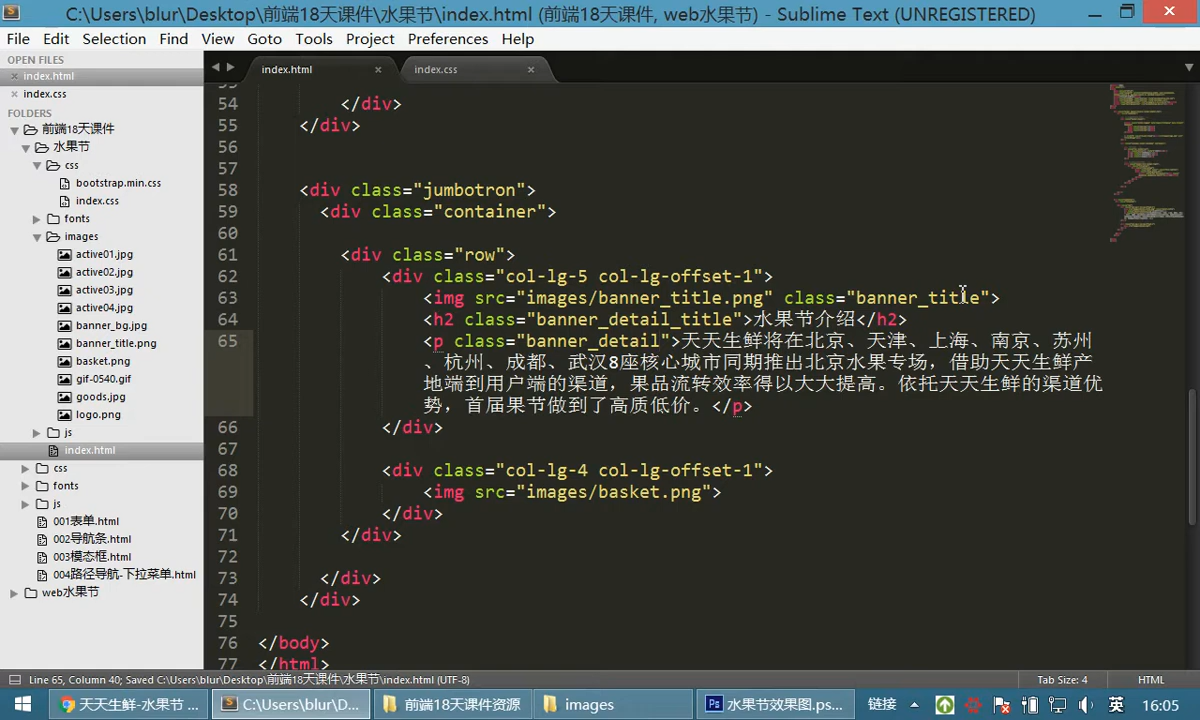 C:\Users\blur\Desktop\前端18天课件\水果节\index.html (前端18天课件, web水果节) - Sublime Text (UNREGISTERED)
File Edit Selection Find View Goto Tools Project Preferences Help
OPEN FILES
index.html
index.css
FOLDERS
前端18天课件
水果节
css
bootstrap.min.css
index.css
fonts
images
active01.jpg
active02.jpg
active03.jpg
active04.jpg
banner_bg.jpg
banner_title.png
basket.png
gif-0540.gif
goods.jpg
logo.png
js
index.html
css
fonts
js
001表单.html
002导航条.html
003模态框.html
004路径导航-下拉菜单.html
web水果节
index.html
index.css
54 </div>
55 </div>
56
57
58 <div class="jumbotron">
59 <div class="container">
60
61 <div class="row">
62 <div class="col-lg-5 col-lg-offset-1">
63 <img src="images/banner_title.png" class="banner_title">
64 <h2 class="banner_detail_title">水果节介绍</h2>
65 <p class="banner_detail">天天生鲜将在北京、天津、上海、南京、苏州
、杭州、成都、武汉8座核心城市同期推出北京水果专场，借助天天生鲜产
地端到用户端的渠道，果品流转效率得以大大提高。依托天天生鲜的渠道优
势，首届果节做到了高质低价。</p>
66 </div>
67
68 <div class="col-lg-4 col-lg-offset-1">
69 <img src="images/basket.png">
70 </div>
71 </div>
72
73 </div>
74 </div>
75
76 </body>
77 </html>
Line 65, Column 40; Saved C:\Users\blur\Desktop\前端18天课件\水果节\index.html (UTF-8)
Tab Size: 4
HTML
天天生鲜-水果节 ...
C:\Users\blur\D...
前端18天课件资源
images
水果节效果图.ps...
链接
英
16:05